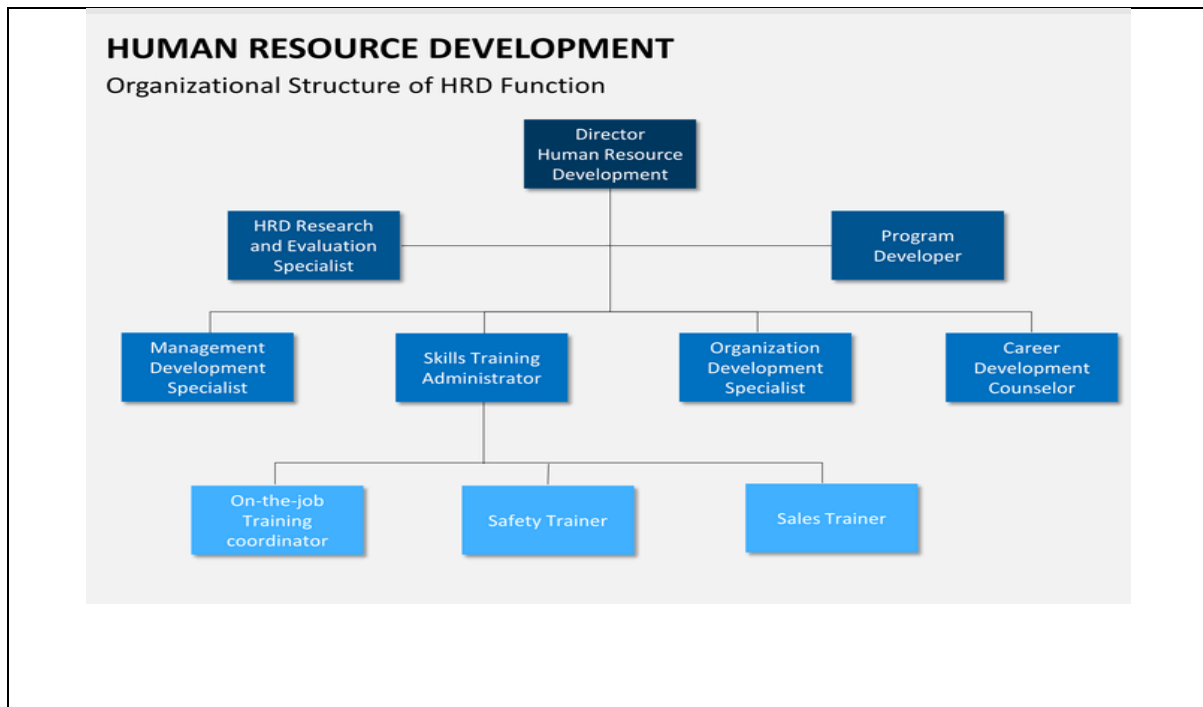 HUMAN RESOURCE DEVELOPMENT
Organizational Structure of HRD Function
Director
Human Resource
Development
HRD Research
and Evaluation
Specialist
Program
Developer
Management
Development
Specialist
Skills Training
Administrator
Organization
Development
Specialist
Career
Development
Counselor
On-the-job
Training
coordinator
Safety Trainer
Sales Trainer